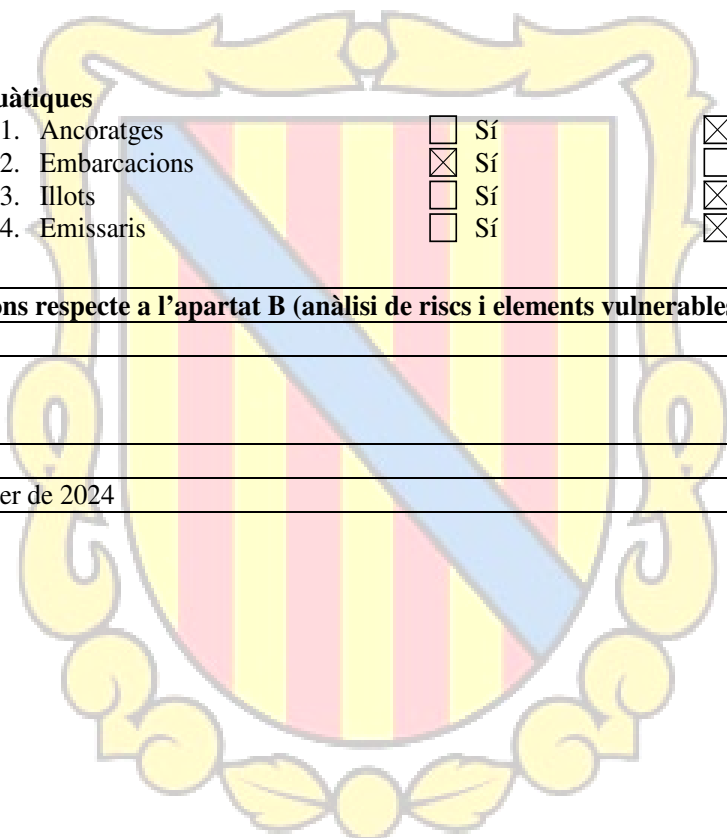 uàtiques
1. Ancoratges ☐ Sí ☒
2. Embarcacions ☒ Sí ☐
3. Illots ☐ Sí ☒
4. Emissaris ☐ Sí ☒
ons respecte a l’apartat B (anàlisi de riscs i elements vulnerables
er de 2024